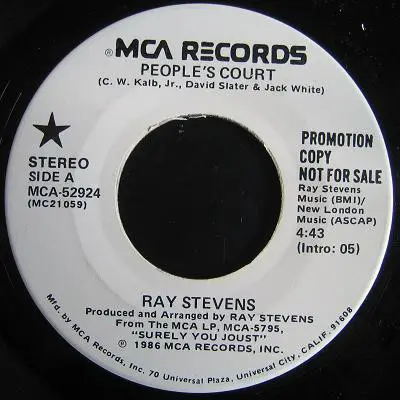 ® MCA RECORDS
PEOPLE'S COURT
(C. W. Kalb, Jr., David Slater & Jack White)
STEREO
SIDE A
MCA-52924
(MC21059)
PROMOTION
COPY
NOT FOR SALE
Ray Stevens
Music (BMI)/
New London
Music (ASCAP)
4:43
(Intro: 05)
RAY STEVENS
Produced and Arranged by RAY STEVENS
From The MCA LP, MCA-5795,
"SURELY YOU JOUST"
℗ 1986 MCA RECORDS, INC.
Mfd. by MCA Records, Inc. 70 Universal Plaza, Universal City, CALIF. 91608